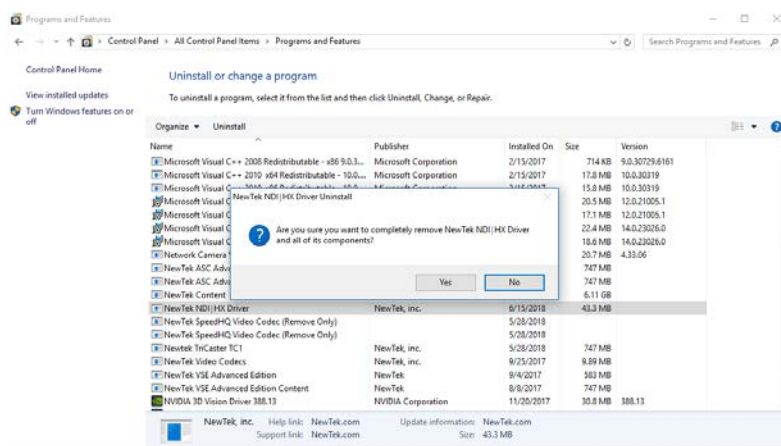 Programs and Features
Control Panel > All Control Panel Items > Programs and Features
Search Programs and Features
Control Panel Home
View installed updates
Turn Windows features on or
off
Uninstall or change a program
To uninstall a program, select it from the list and then click Uninstall, Change, or Repair.
Organize Uninstall
Name Publisher Installed On Size Version
Microsoft Visual C++ 2008 Redistributable - x86 9.0.3... Microsoft Corporation 2/15/2017 714 KB 9.0.30729.6161
Microsoft Visual C++ 2010 x64 Redistributable - 10.0.... Microsoft Corporation 2/15/2017 17.8 MB 10.0.30319
Microsoft Visual C++ 2010 x86 Redistributable - 10.0.... Microsoft Corporation 2/15/2017 15.8 MB 10.0.30319
Microsoft Visual C 20.5 MB 12.0.21005.1
Microsoft Visual C 17.1 MB 12.0.21005.1
Microsoft Visual C 22.4 MB 14.0.23026.0
Microsoft Visual C 18.6 MB 14.0.23026.0
Network Camera 20.7 MB 4.33.06
NewTek ASC Adva 747 MB
NewTek ASC Adva 747 MB
NewTek Content 6.11 GB
NewTek NDI|HX Driver NewTek, inc. 6/15/2018 43.3 MB
NewTek SpeedHQ Video Codec (Remove Only) 5/28/2018
NewTek SpeedHQ Video Codec (Remove Only) 5/28/2018
Newtek TriCaster TC1 NewTek, inc. 5/28/2018 747 MB
NewTek Video Codecs NewTek, inc. 9/25/2017 9.89 MB
NewTek VSE Advanced Edition NewTek 9/4/2017 583 MB
NewTek VSE Advanced Edition Content NewTek 8/8/2017 747 MB
NVIDIA 3D Vision Driver 388.13 NVIDIA Corporation 11/20/2017 30.8 MB 388.13
NewTek NDI|HX Driver Uninstall
Are you sure you want to completely remove NewTek NDI|HX Driver
and all of its components?
Yes No
NewTek, inc. Help link: NewTek.com Update information: NewTek.com
Support link: NewTek.com Size: 43.3 MB